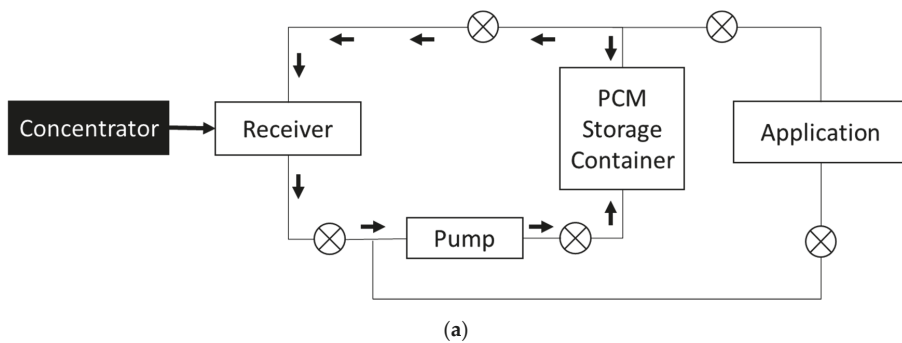 Concentrator
Receiver
PCM
Storage
Container
Application
Pump
(a)